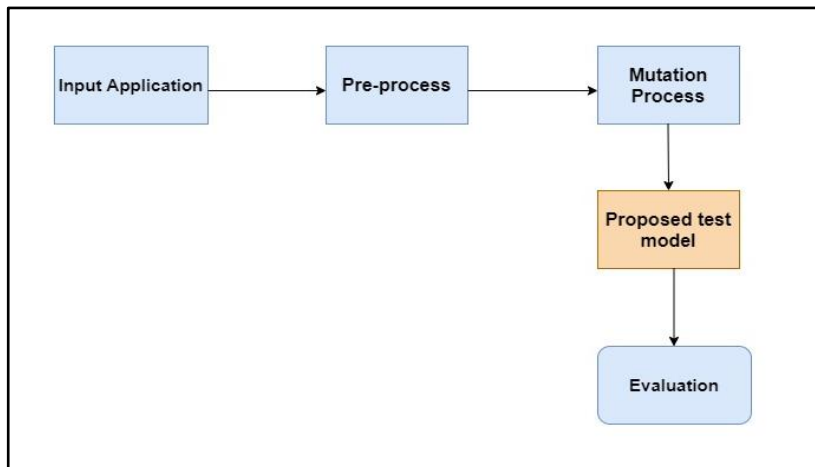 Input Application
Pre-process
Mutation
Process
Proposed test
model
Evaluation